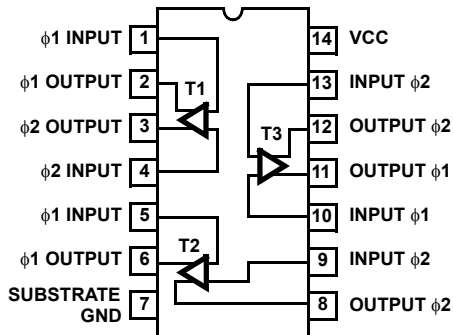 ϕ1 INPUT 1 14 VCC
ϕ1 OUTPUT 2 T1 13 INPUT ϕ2
ϕ2 OUTPUT 3 T3 12 OUTPUT ϕ2
ϕ2 INPUT 4 11 OUTPUT ϕ1
ϕ1 INPUT 5 10 INPUT ϕ1
ϕ1 OUTPUT 6 T2 9 INPUT ϕ2
SUBSTRATE
GND 7 8 OUTPUT ϕ2